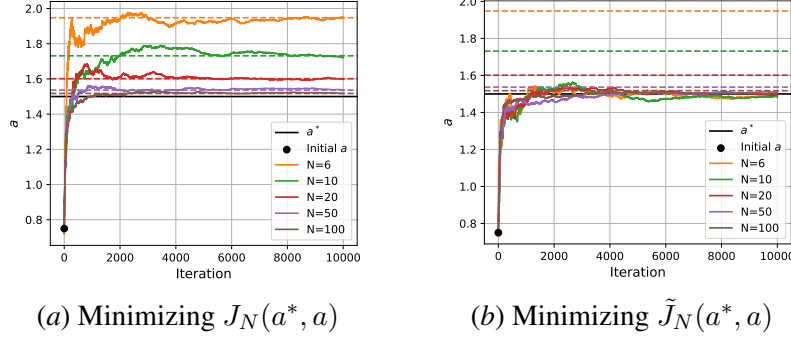 2.0
1.8
1.6
1.4
1.2
1.0
0.8
a
0
2000
4000
6000
8000
10000
Iteration
a*
Initial a
N=6
N=10
N=20
N=50
N=100
(a) Minimizing J_N(a*, a)
2.0
1.8
1.6
1.4
1.2
1.0
0.8
a
0
2000
4000
6000
8000
10000
Iteration
a*
Initial a
N=6
N=10
N=20
N=50
N=100
(b) Minimizing J̃_N(a*, a)